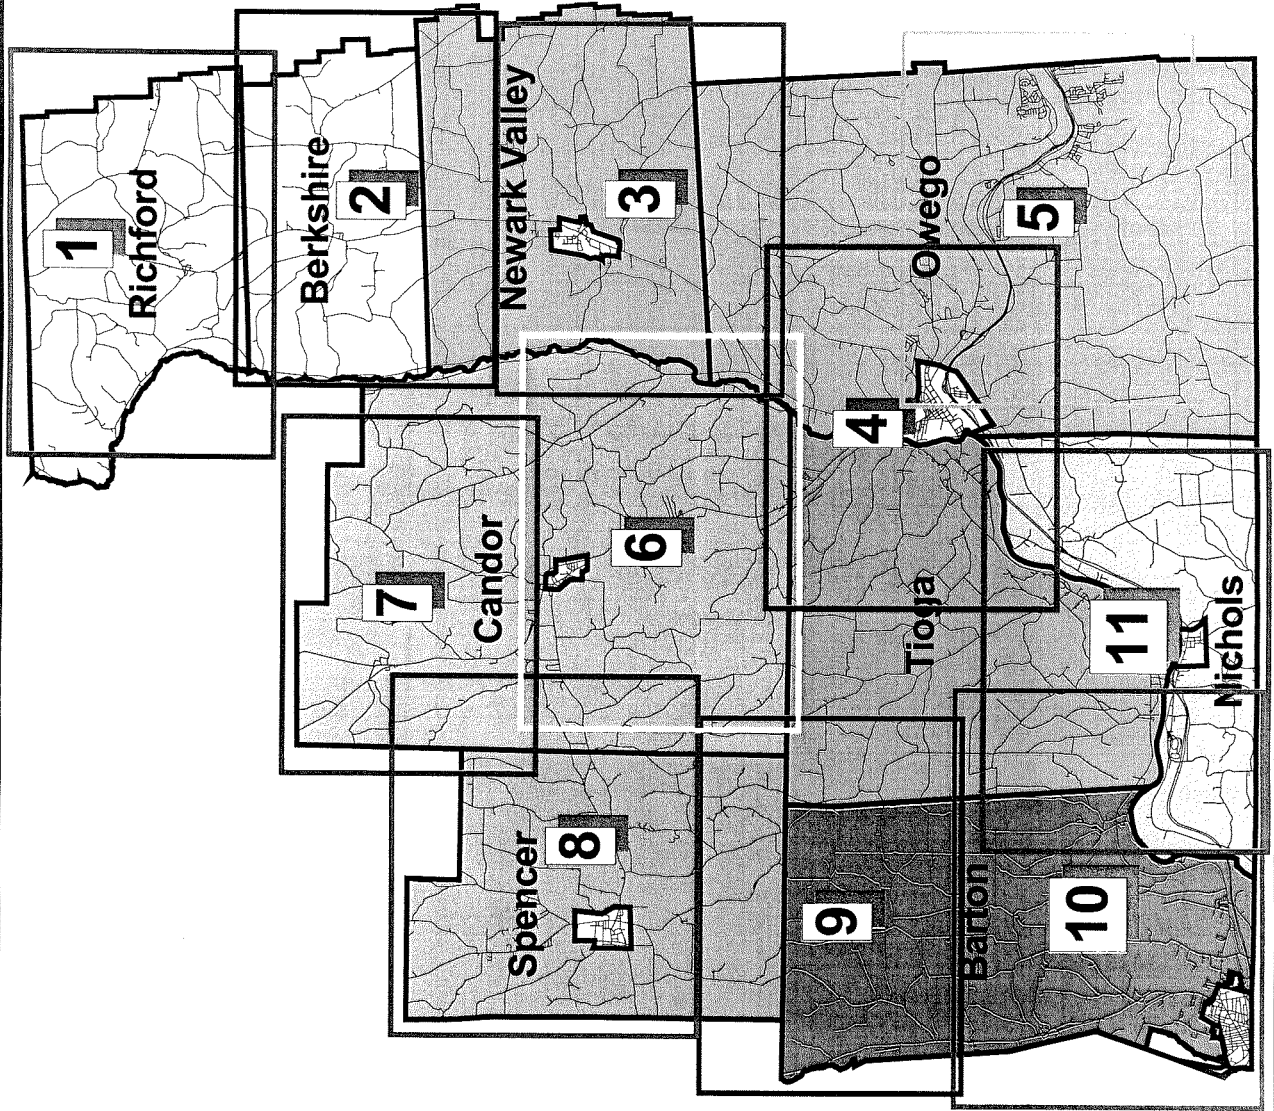 1
Richford
Berkshire
2
Newark Valley
3
Owego
5
4
6
7
Candor
Tioga
11
Nichols
8
Spencer
9
Barton
10